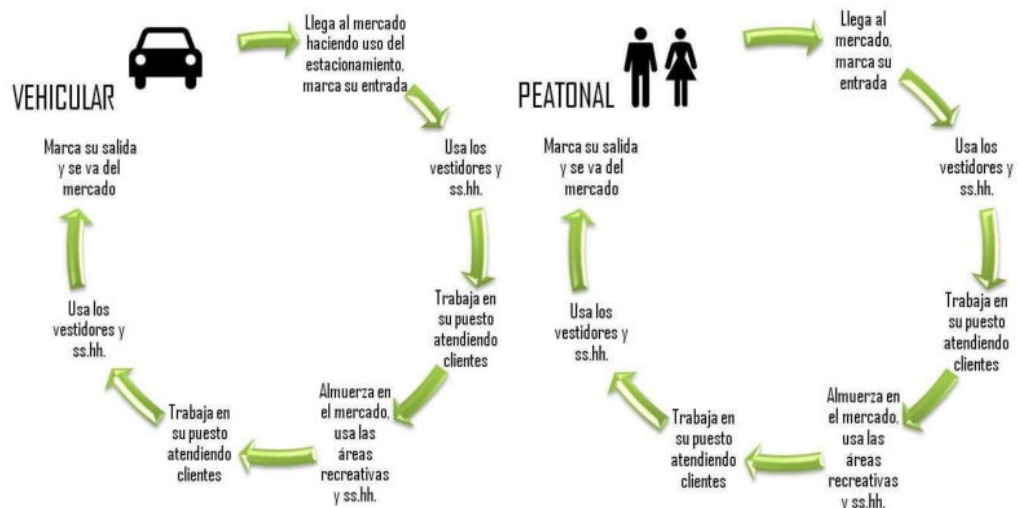 VEHICULAR
Llega al mercado
haciendo uso del
estacionamiento,
marca su entrada
Usa los
vestidores y
ss.hh.
Trabaja en
su puesto
atendiendo
clientes
Almuerza en
el mercado,
usa las
áreas
recreativas
y ss.hh.
Trabaja en
su puesto
atendiendo
clientes
Usa los
vestidores y
ss.hh.
Marca su salida
y se va del
mercado
PEATONAL
Llega al
mercado,
marca su
entrada
Usa los
vestidores y
ss.hh.
Trabaja en
su puesto
atendiendo
clientes
Almuerza en
el mercado,
usa las
áreas
recreativas
y ss.hh.
Trabaja en
su puesto
atendiendo
clientes
Usa los
vestidores y
ss.hh.
Marca su salida
y se va del
mercado